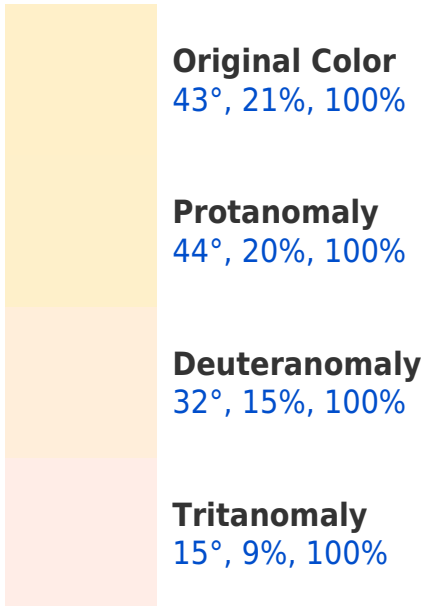 Original Color
43°, 21%, 100%
Protanomaly
44°, 20%, 100%
Deuteranomaly
32°, 15%, 100%
Tritanomaly
15°, 9%, 100%